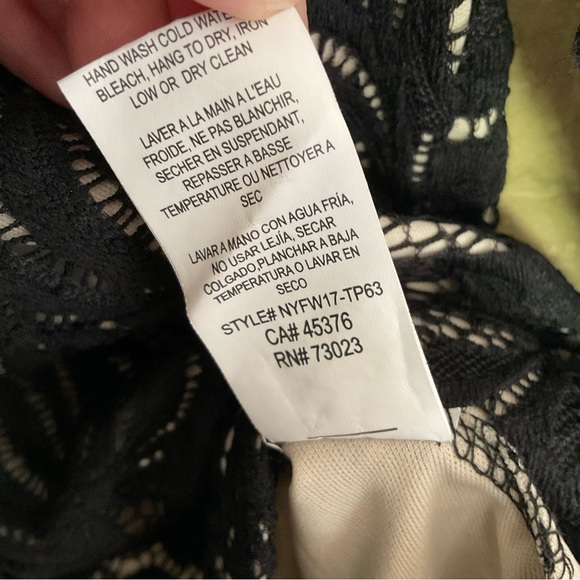 HAND WASH COLD WATE
BLEACH, HANG TO DRY, IRON
LOW OR DRY CLEAN
LAVER A LA MAIN A L'EAU
FROIDE, NE PAS BLANCHIR,
SECHER EN SUSPENDANT,
REPASSER A BASSE
TEMPERATURE OU NETTOYER A
SEC
LAVAR A MANO CON AGUA FRÍA,
NO USAR LEJÍA, SECAR
COLGADO,PLANCHAR A BAJA
TEMPERATURA O LAVAR EN
SECO
STYLE# NYFW17-TP63
CA# 45376
RN# 73023